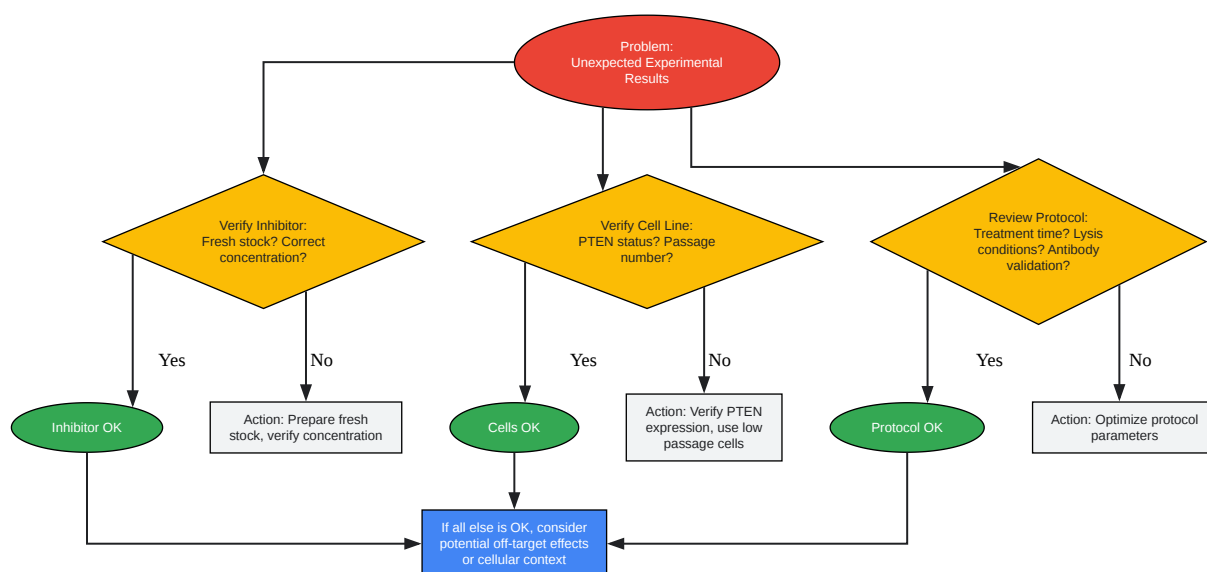 Problem:
Unexpected Experimental
Results
Verify Inhibitor:
Fresh stock? Correct
concentration?
Verify Cell Line:
PTEN status? Passage
number?
Review Protocol:
Treatment time? Lysis
conditions? Antibody
validation?
Yes
No
Yes
No
Yes
No
Inhibitor OK
Action: Prepare fresh
stock, verify concentration
Cells OK
Action: Verify PTEN
expression, use low
passage cells
Protocol OK
Action: Optimize protocol
parameters
If all else is OK, consider
potential off-target effects
or cellular context